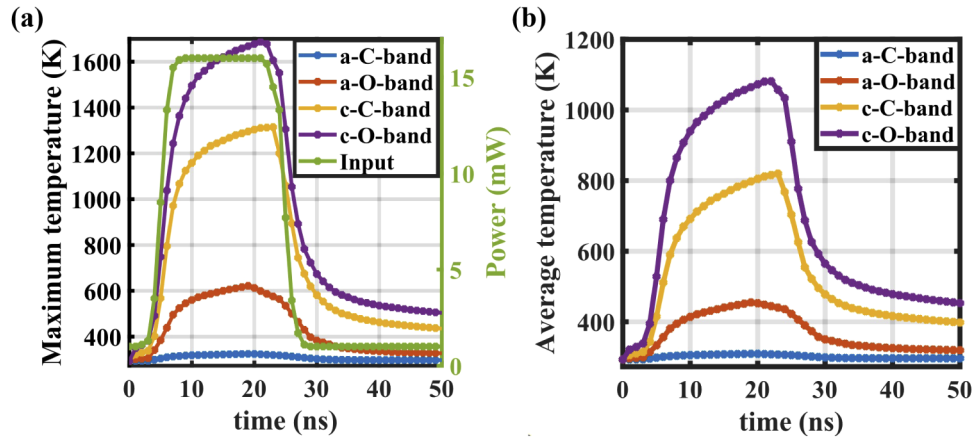 (a)
Maximum temperature (K)
1600
1400
1200
1000
800
600
400
0
10
20
30
40
50
time (ns)
15
10
5
0
Power (mW)
a-C-band
a-O-band
c-C-band
c-O-band
Input
(b)
Average temperature (K)
1200
1000
800
600
400
0
10
20
30
40
50
time (ns)
a-C-band
a-O-band
c-C-band
c-O-band